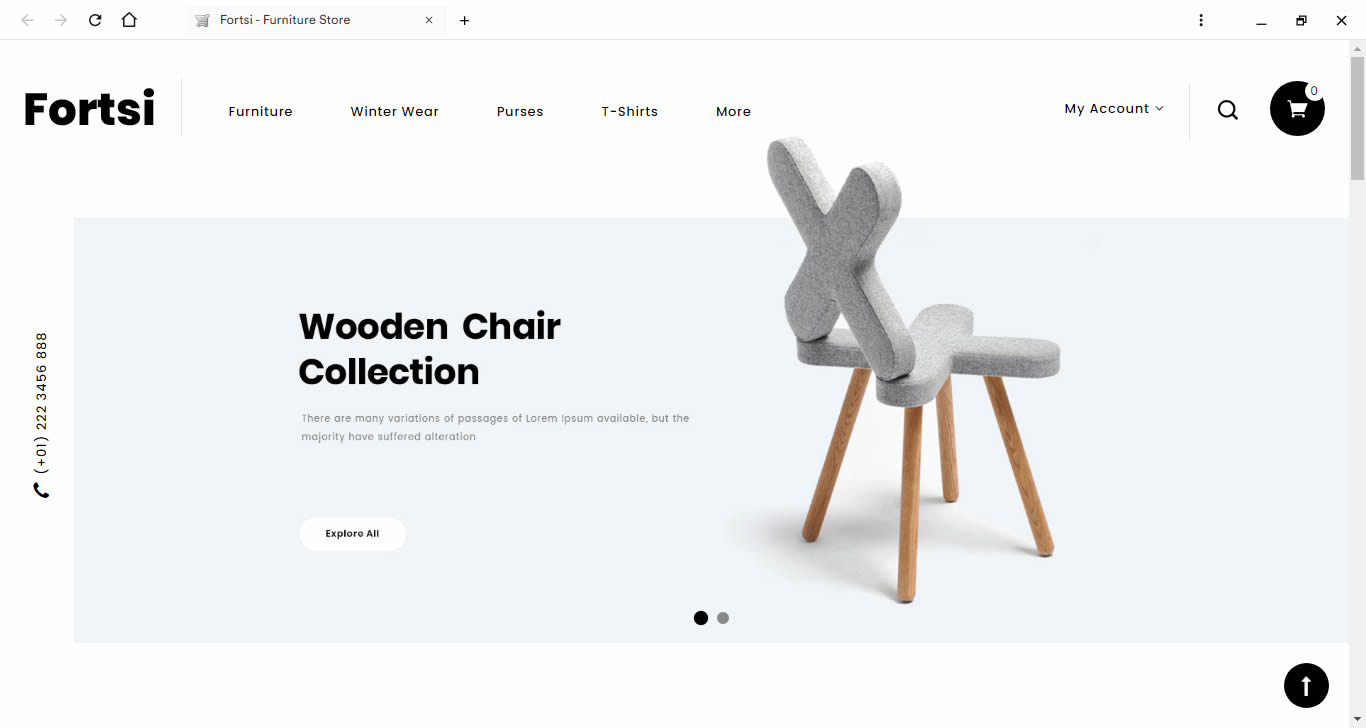 Fortsi - Furniture Store
Fortsi
Furniture
Winter Wear
Purses
T-Shirts
More
My Account
0
Wooden Chair
Collection
There are many variations of passages of Lorem Ipsum available, but the
majority have suffered alteration
Explore All
(+01) 222 3456 888